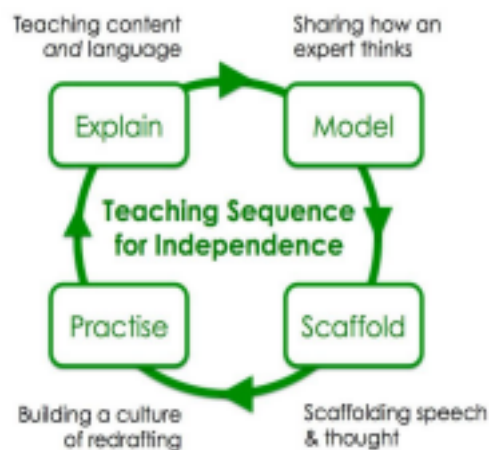 Teaching content
and language
Sharing how an
expert thinks
Explain
Model
Teaching Sequence
for Independence
Practise
Scaffold
Building a culture
of redrafting
Scaffolding speech
& thought